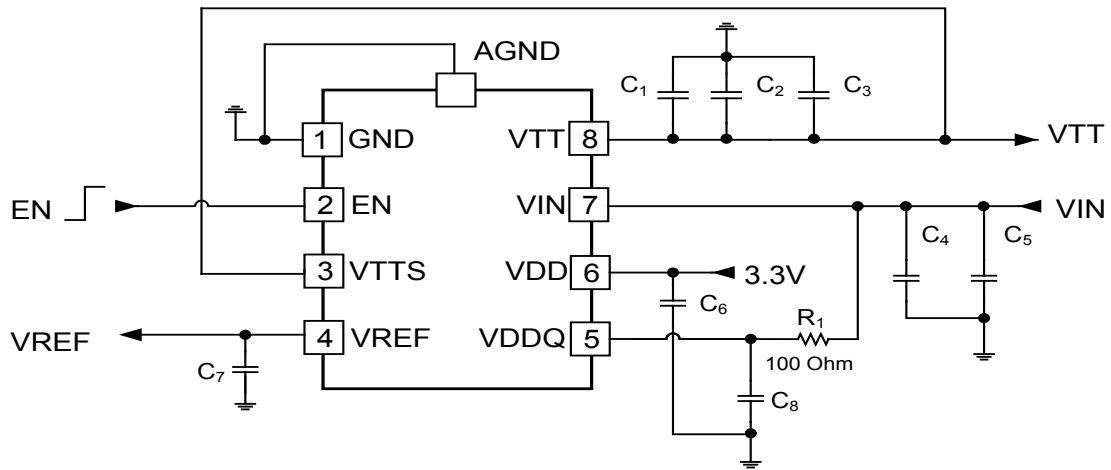 AGND
C1 C2 C3
1 GND VTT 8 VTT
EN 2 EN VIN 7 VIN
C4 C5
3 VTTS VDD 6 3.3V
C6
R1
VREF 4 VREF VDDQ 5
100 Ohm
C7
C8